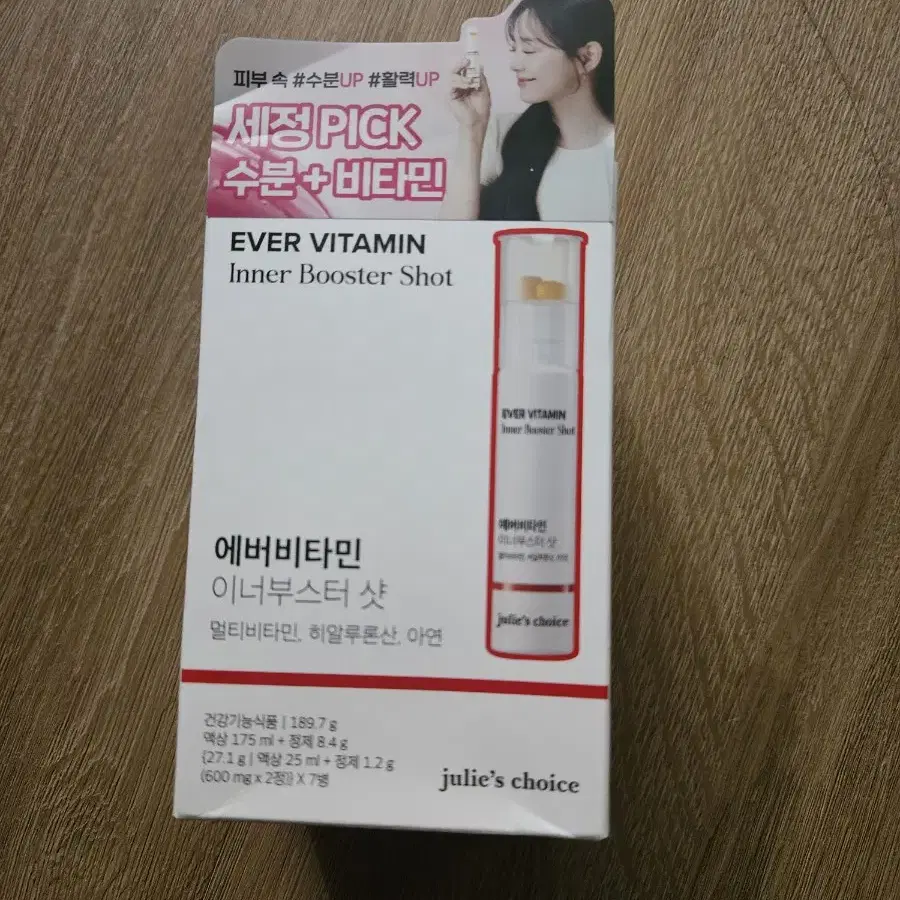 피부 속 #수분UP #활력UP
세정 PICK
수분 + 비타민
EVER VITAMIN
Inner Booster Shot
EVER VITAMIN
Inner Booster Shot
에버비타민
이너부스터 샷
julie's choice
에버비타민
이너부스터 샷
멀티비타민, 히알루론산, 아연
건강기능식품 | 189.7 g
액상 175 ml + 정제 8.4 g
{27.1 g | 액상 25 ml + 정제 1.2 g
(600 mg x 2정)} X 7병
julie's choice